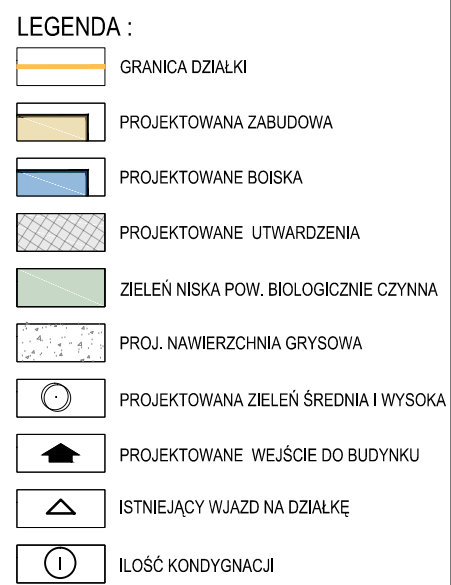 LEGENDA :
GRANICA DZIAŁKI
PROJEKTOWANA ZABUDOWA
PROJEKTOWANE BOISKA
PROJEKTOWANE UTWARDZENIA
ZIELEŃ NISKA POW. BIOLOGICZNIE CZYNNA
PROJ. NAWIERZCHNIA GRYSOWA
PROJEKTOWANA ZIELEŃ ŚREDNIA I WYSOKA
PROJEKTOWANE WEJŚCIE DO BUDYNKU
ISTNIEJĄCY WJAZD NA DZIAŁKĘ
I ILOŚĆ KONDYGNACJI